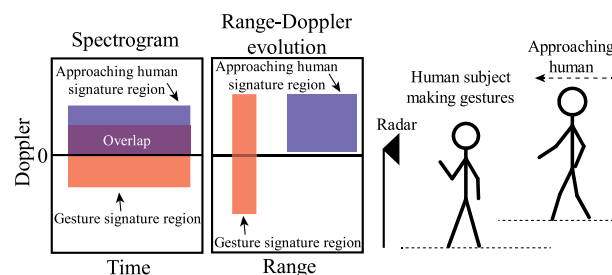 Spectrogram
Approaching human
signature region
Overlap
Gesture signature region
Doppler
0
Time
Range-Doppler
evolution
Approaching human
signature region
Gesture signature region
Range
Radar
Human subject
making gestures
Approaching
human